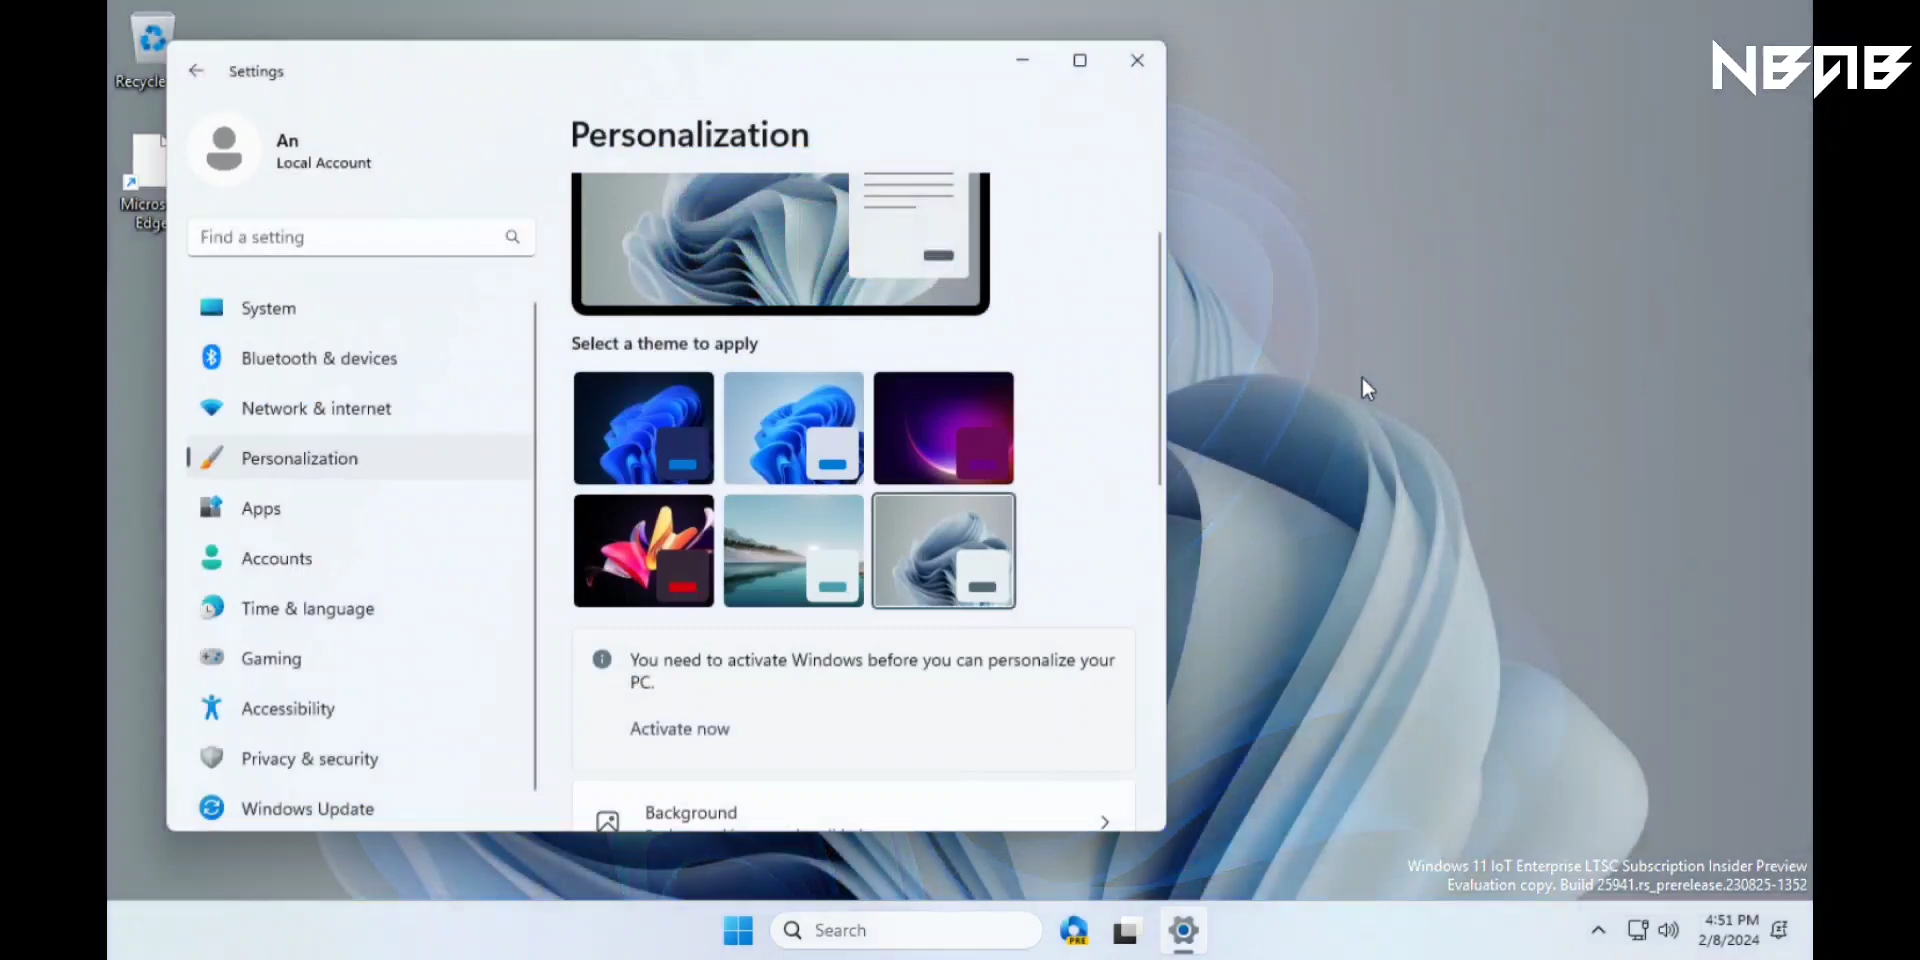 NBAB
Recycle
Micros
Edge
Settings
An
Local Account
Find a setting
System
Bluetooth & devices
Network & internet
Personalization
Apps
Accounts
Time & language
Gaming
Accessibility
Privacy & security
Windows Update
Personalization
Select a theme to apply
You need to activate Windows before you can personalize your
PC.
Activate now
Background
Windows 11 IoT Enterprise LTSC Subscription Insider Preview
Evaluation copy. Build 25941.rs_prerelease.230825-1352
Search
PRE
4:51 PM
2/8/2024